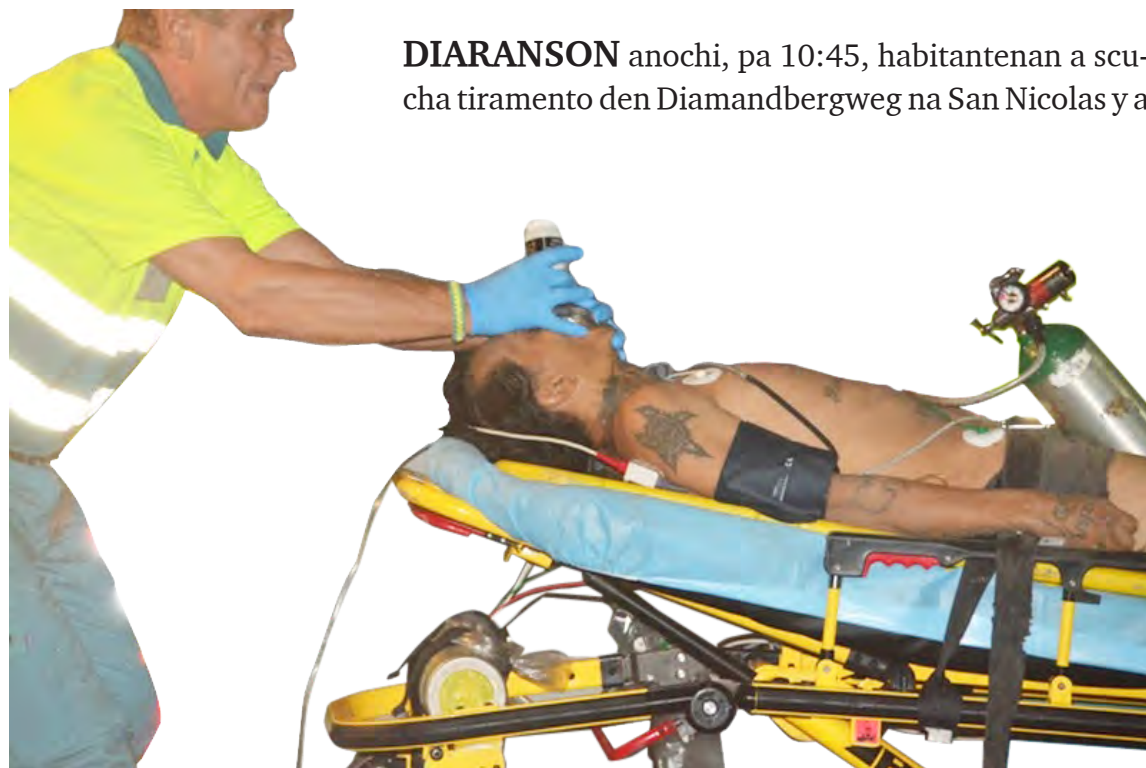 DIARANSON anochi, pa 10:45, habitantenan a scu-
cha tiramento den Diamandbergweg na San Nicolas y a